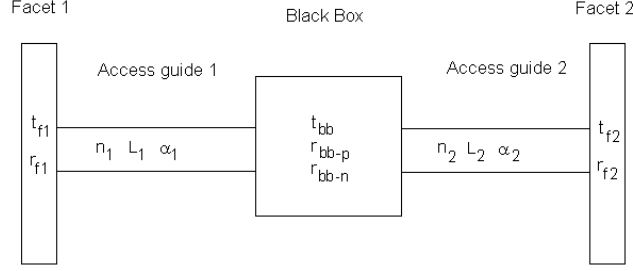 Facet 1
Black Box
Facet 2
Access guide 1
Access guide 2
t_f1
r_f1
n_1 L_1 α_1
t_bb
r_bb-p
r_bb-n
n_2 L_2 α_2
t_f2
r_f2